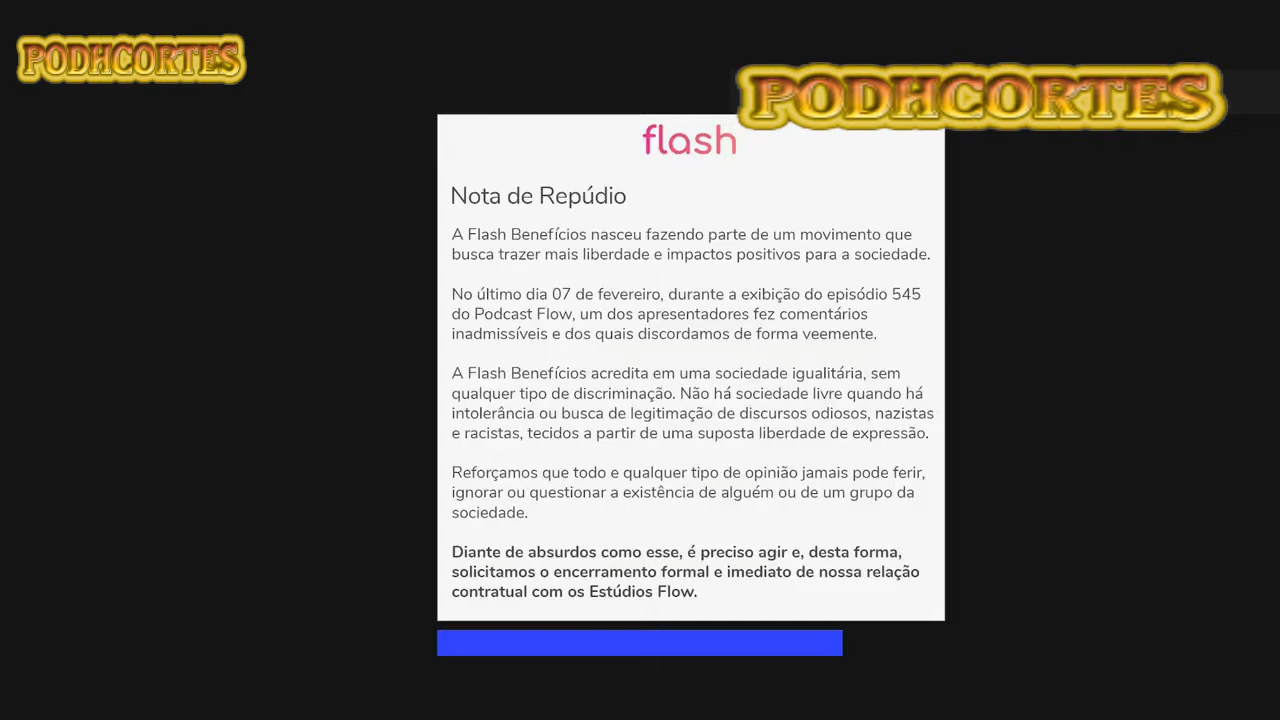 PODHCORTES
PODHCORTES
flash
Nota de Repúdio
A Flash Benefícios nasceu fazendo parte de um movimento que
busca trazer mais liberdade e impactos positivos para a sociedade.
No último dia 07 de fevereiro, durante a exibição do episódio 545
do Podcast Flow, um dos apresentadores fez comentários
inadmissíveis e dos quais discordamos de forma veemente.
A Flash Benefícios acredita em uma sociedade igualitária, sem
qualquer tipo de discriminação. Não há sociedade livre quando há
intolerância ou busca de legitimação de discursos odiosos, nazistas
e racistas, tecidos a partir de uma suposta liberdade de expressão.
Reforçamos que todo e qualquer tipo de opinião jamais pode ferir,
ignorar ou questionar a existência de alguém ou de um grupo da
sociedade.
Diante de absurdos como esse, é preciso agir e, desta forma,
solicitamos o encerramento formal e imediato de nossa relação
contratual com os Estúdios Flow.